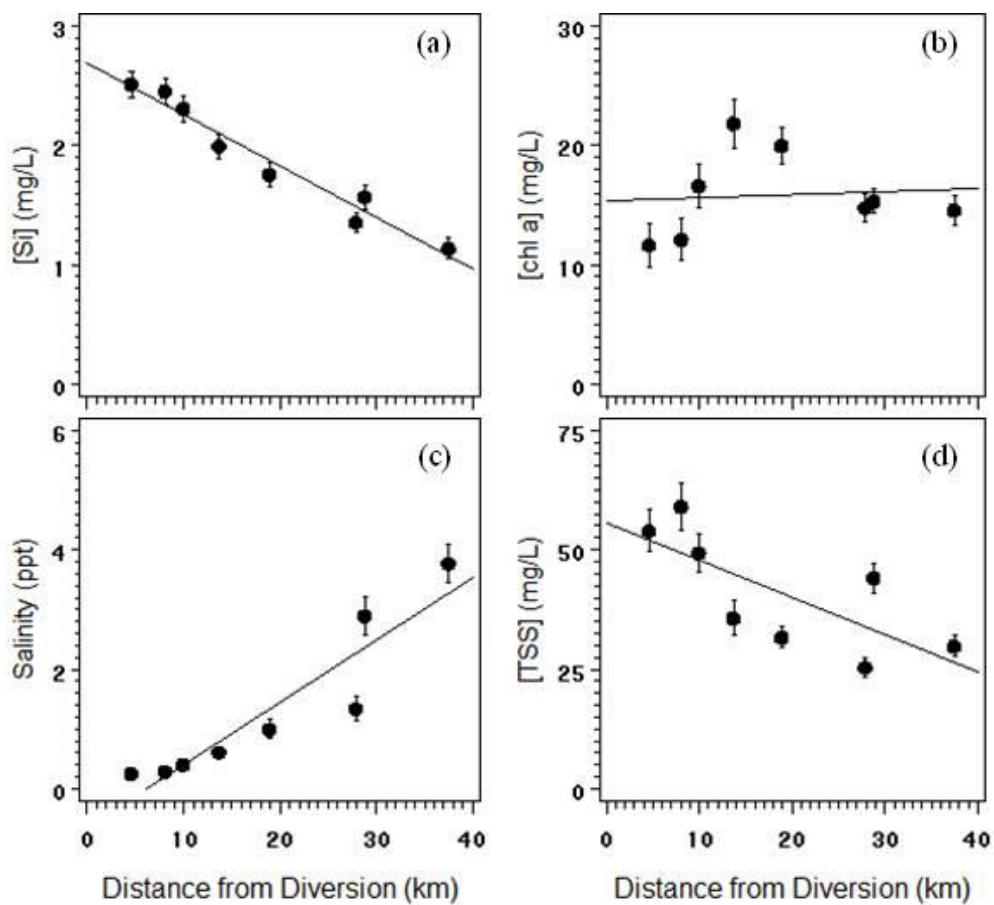 3
2
1
0
[Si] (mg/L)
(a)
30
20
10
0
[chl a] (mg/L)
(b)
6
4
2
0
Salinity (ppt)
(c)
0 10 20 30 40
Distance from Diversion (km)
75
50
25
0
[TSS] (mg/L)
(d)
0 10 20 30 40
Distance from Diversion (km)